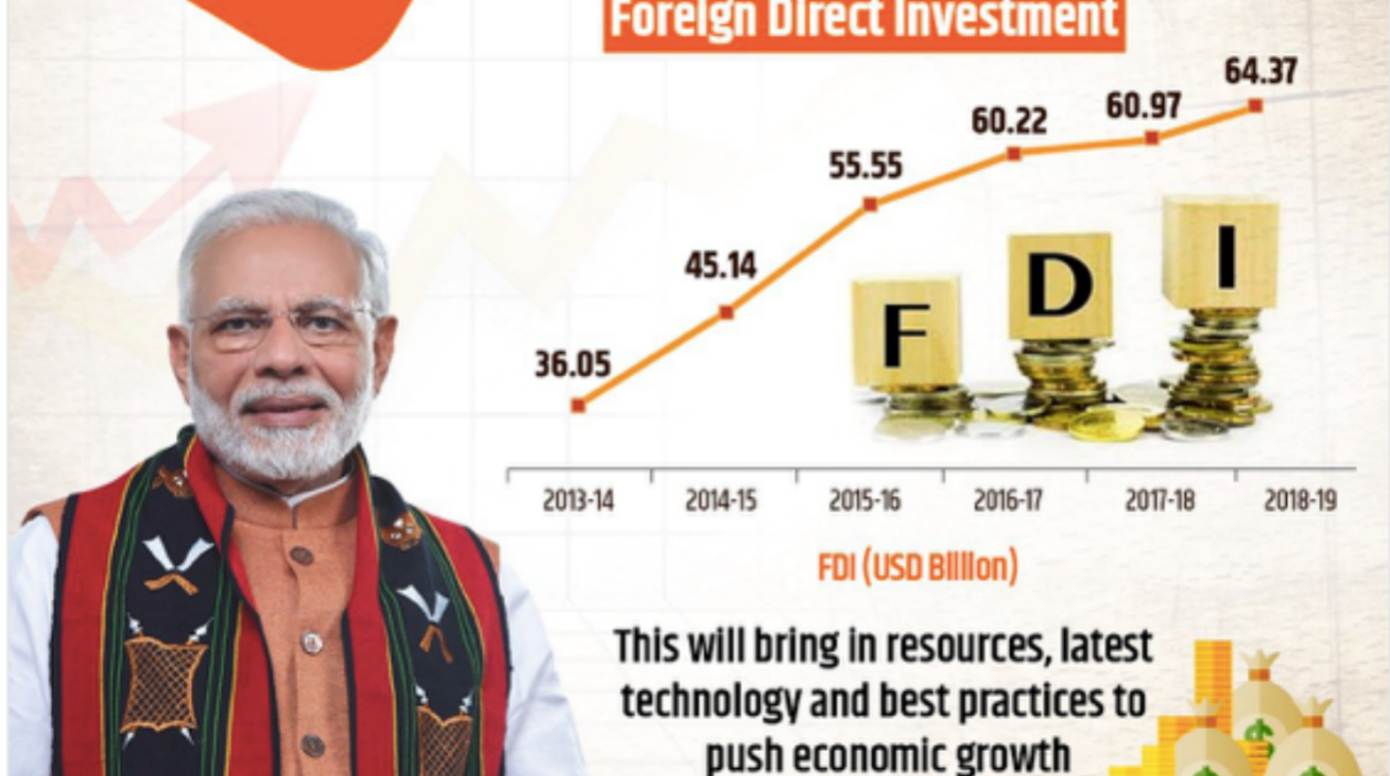 Foreign Direct Investment
64.37
60.97
60.22
55.55
45.14
36.05
F D I
2013-14 2014-15 2015-16 2016-17 2017-18 2018-19
FDI (USD Billion)
This will bring in resources, latest
technology and best practices to
push economic growth
$
$ $